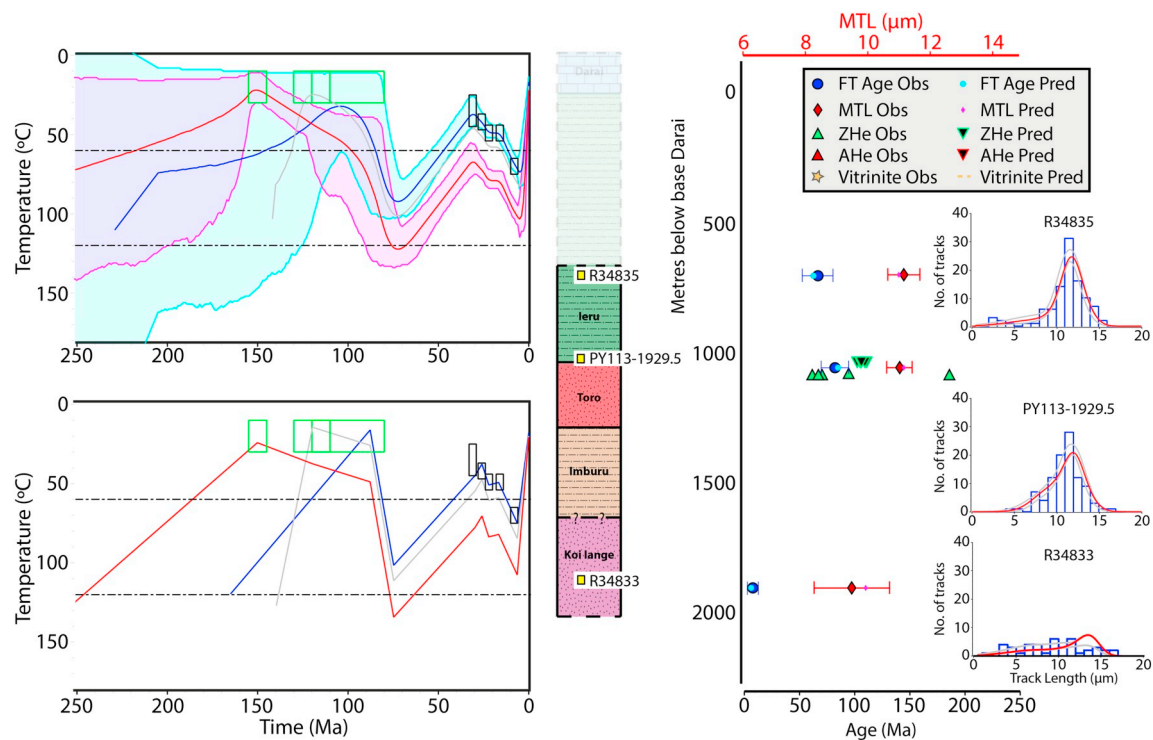 0
50
100
150
Temperature (ºC)
250
200
150
100
50
0
0
50
100
150
Temperature (ºC)
250
200
150
100
50
0
Time (Ma)
Darai
R34835
Ieru
PY113-1929.5
Toro
Imburu
? ?
Koi Iange
R34833
MTL (μm)
6 8 10 12 14
FT Age Obs
FT Age Pred
MTL Obs
MTL Pred
ZHe Obs
ZHe Pred
AHe Obs
AHe Pred
Vitrinite Obs
Vitrinite Pred
Metres below base Darai
0
500
1000
1500
2000
0 50 100 150 200 250
Age (Ma)
R34835
No. of tracks
40
30
20
10
0
0 5 10 15 20
PY113-1929.5
No. of tracks
40
30
20
10
0
0 5 10 15 20
R34833
No. of tracks
40
30
20
10
0
0 5 10 15 20
Track Length (μm)